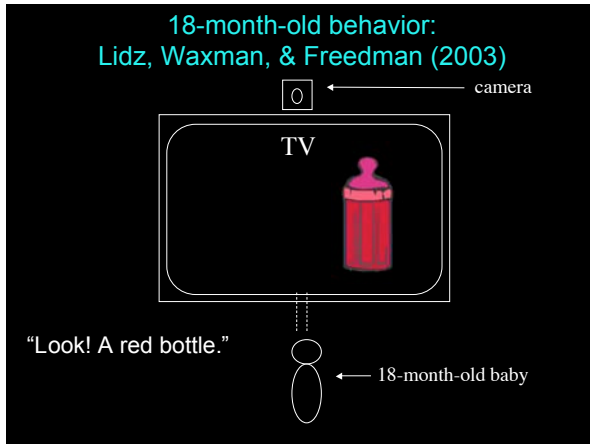 18-month-old behavior:
Lidz, Waxman, & Freedman (2003)
camera
TV
“Look! A red bottle.”
18-month-old baby